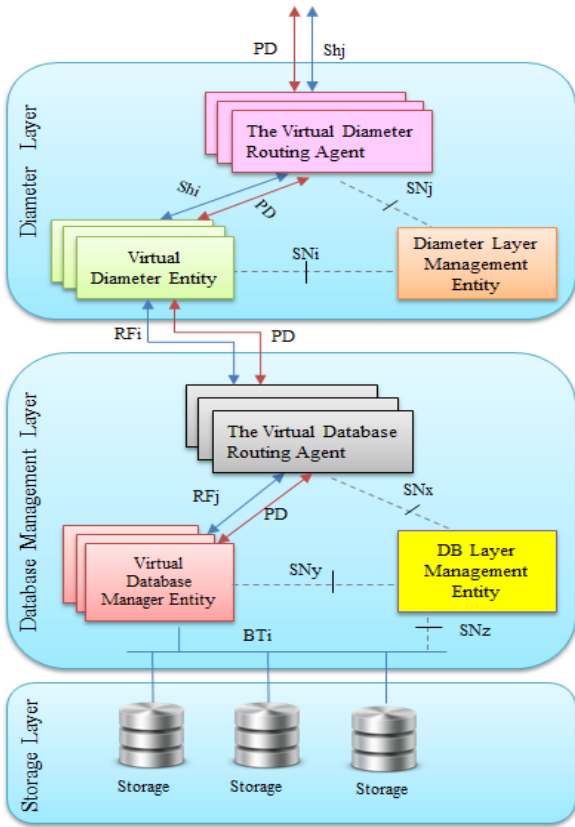 PD
Shj
Diameter Layer
The Virtual Diameter
Routing Agent
Shi
PD
SNj
Virtual
Diameter Entity
SNi
Diameter Layer
Management
Entity
RFi
PD
Database Management Layer
The Virtual Database
Routing Agent
RFj
PD
SNx
Virtual
Database
Manager Entity
SNy
DB Layer
Management
Entity
BTi
SNz
Storage Layer
Storage
Storage
Storage